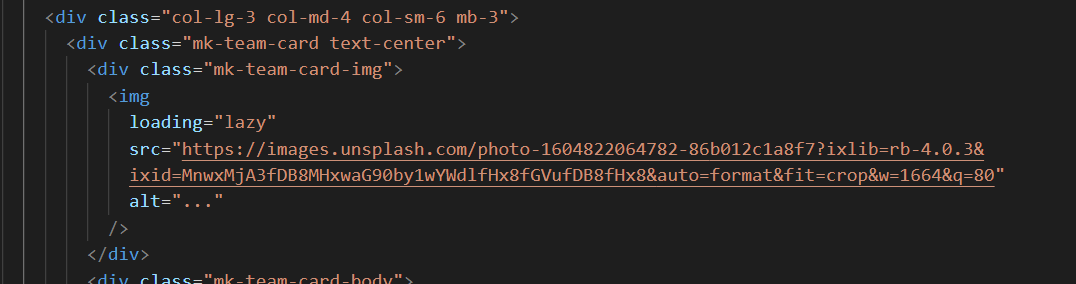 <div class="col-lg-3 col-md-4 col-sm-6 mb-3">
<div class="mk-team-card text-center">
<div class="mk-team-card-img">
<img
loading="lazy"
src="https://images.unsplash.com/photo-1604822064782-86b012c1a8f7?ixlib=rb-4.0.3&
ixid=MnwxMjA3fDB8MHxwaG90by1wYWdlfHx8fGVufDB8fHx8&auto=format&fit=crop&w=1664&q=80"
alt="..."
/>
</div>
<div class="mk-team-card-body">